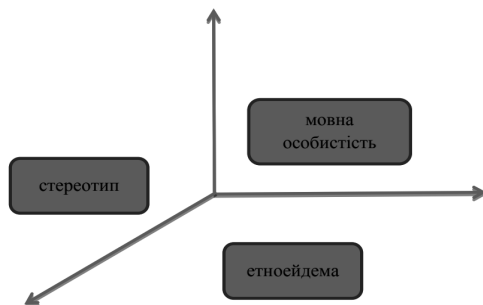 мовна
особистість
стереотип
етноейдема